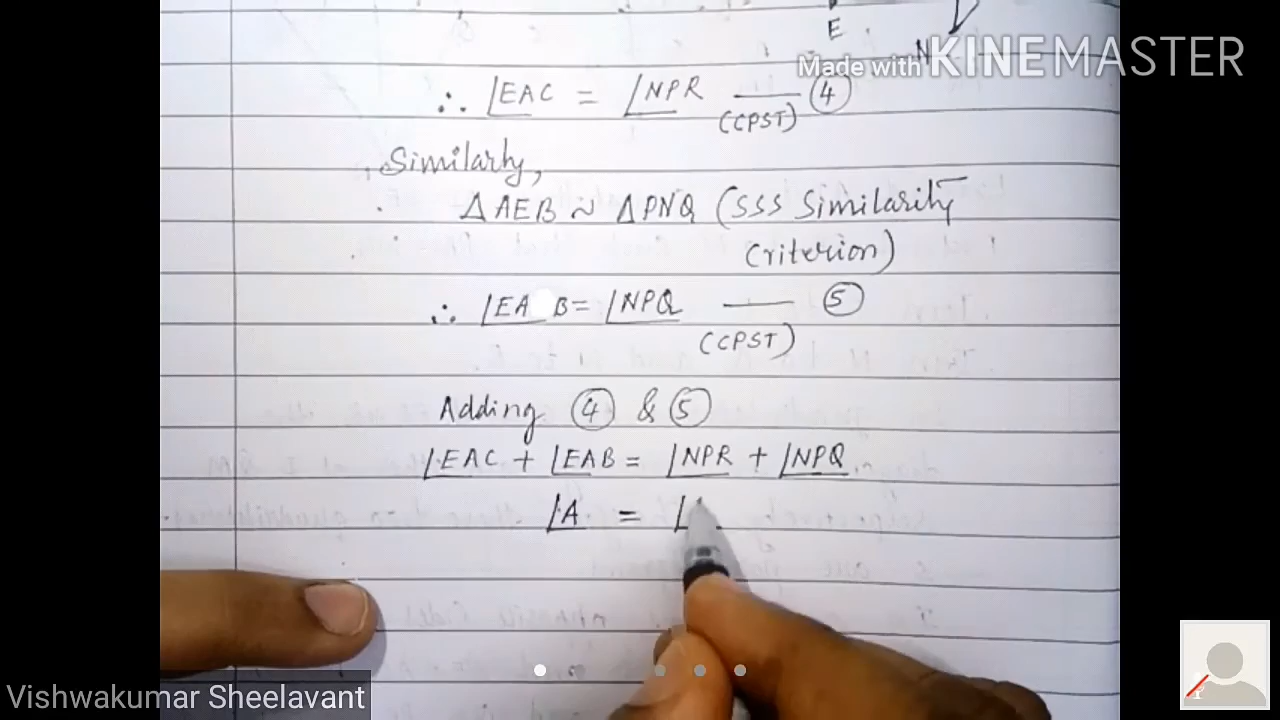 E
N
Made with KINEMASTER
∴ ∠EAC = ∠NPR —— ④
(CPST)
Similarly,
ΔAEB ~ ΔPNQ (SSS Similarity
Criterion)
∴ ∠EAB = ∠NPQ —— ⑤
(CPST)
Adding ④ & ⑤
∠EAC + ∠EAB = ∠NPR + ∠NPQ
∠A = ∠
Vishwakumar Sheelavant